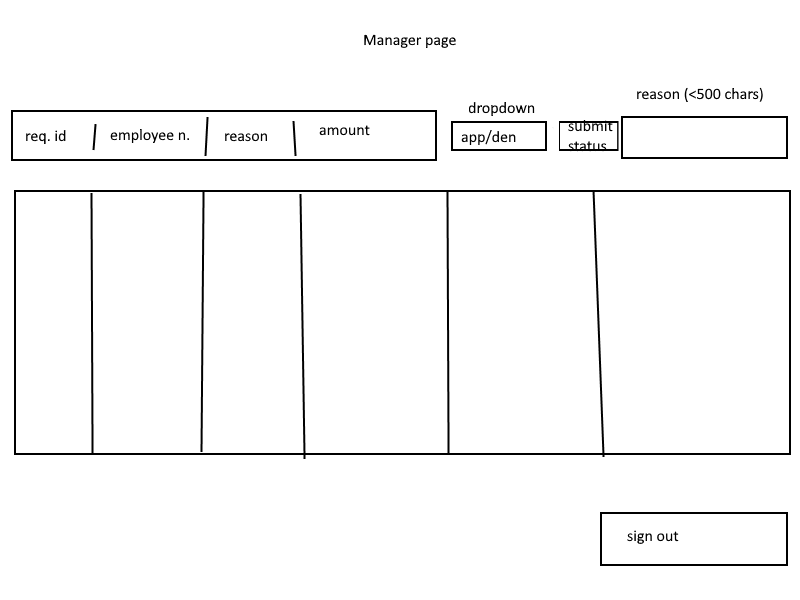 Manager page
reason (<500 chars)
dropdown
req. id
employee n.
reason
amount
app/den
submit
status
sign out